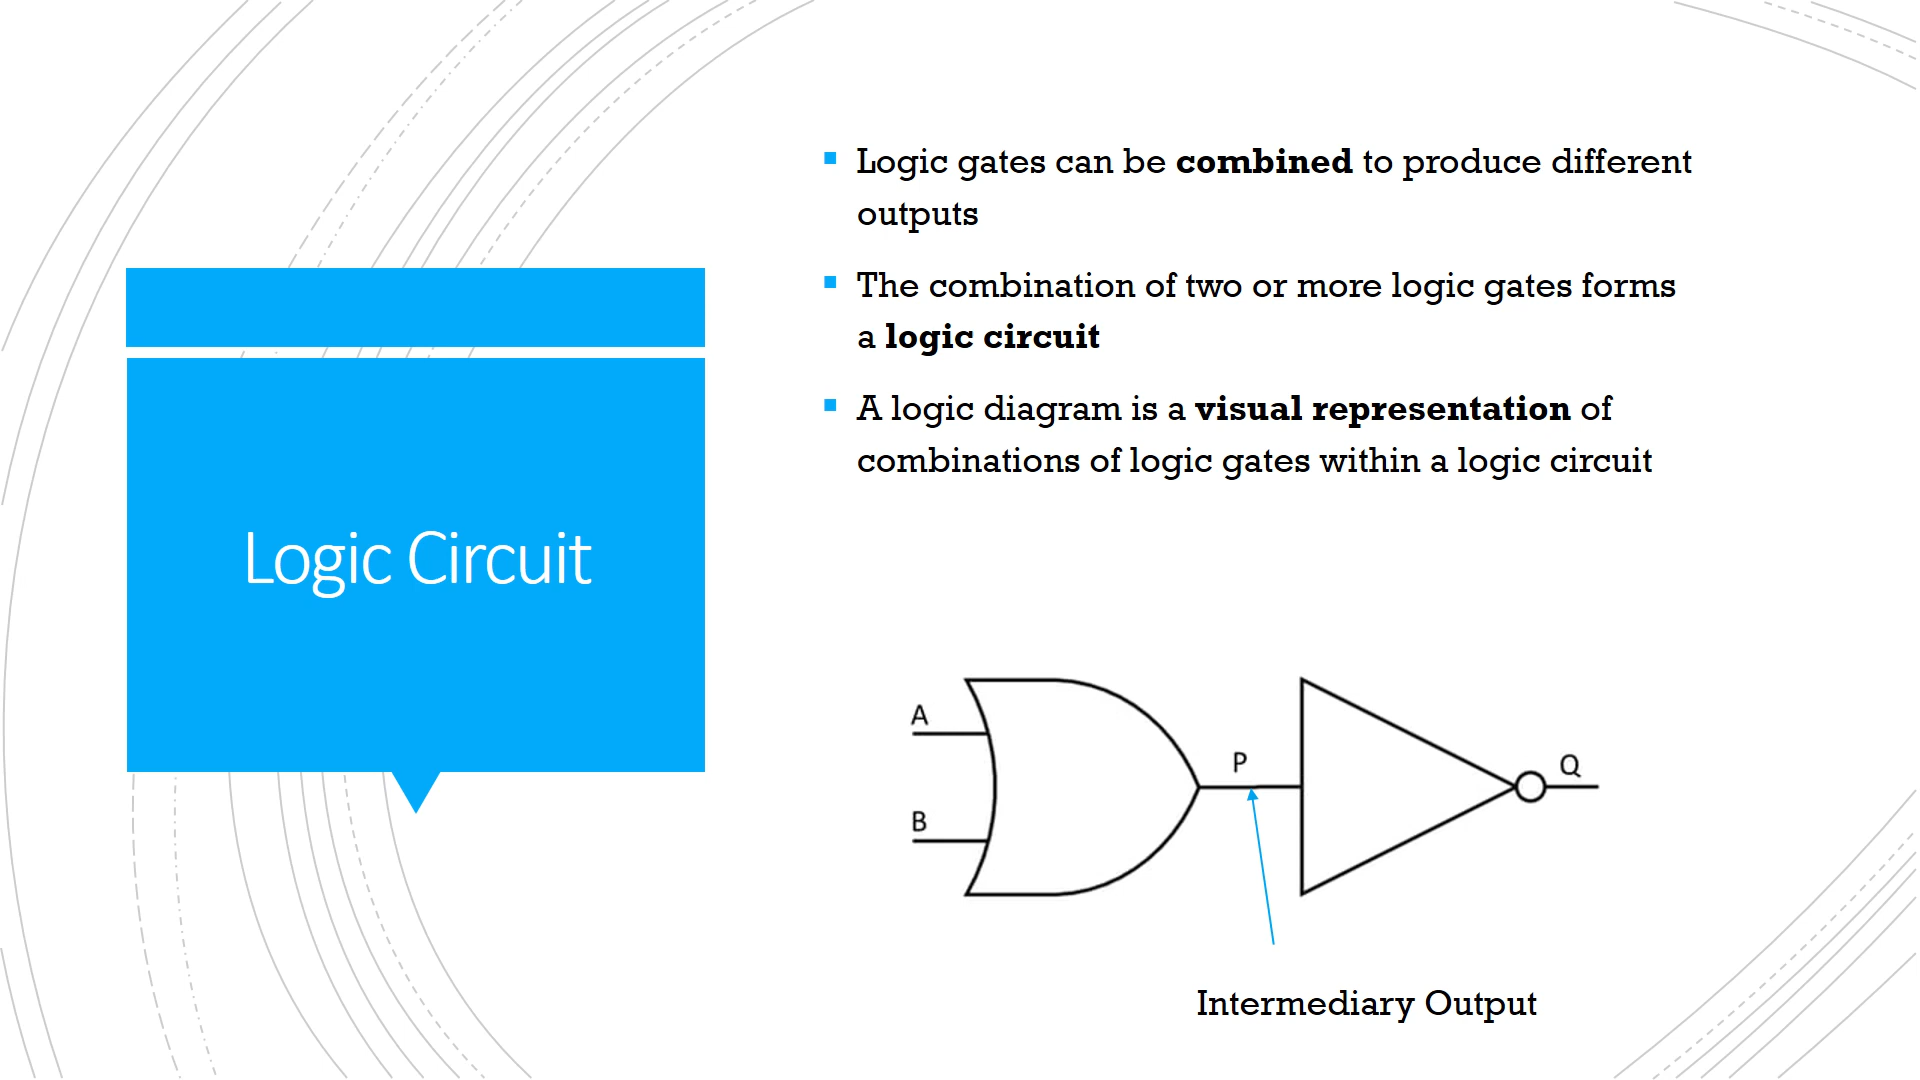 Logic Circuit
Logic gates can be combined to produce different
outputs
The combination of two or more logic gates forms
a logic circuit
A logic diagram is a visual representation of
combinations of logic gates within a logic circuit
A
B
P
Q
Intermediary Output